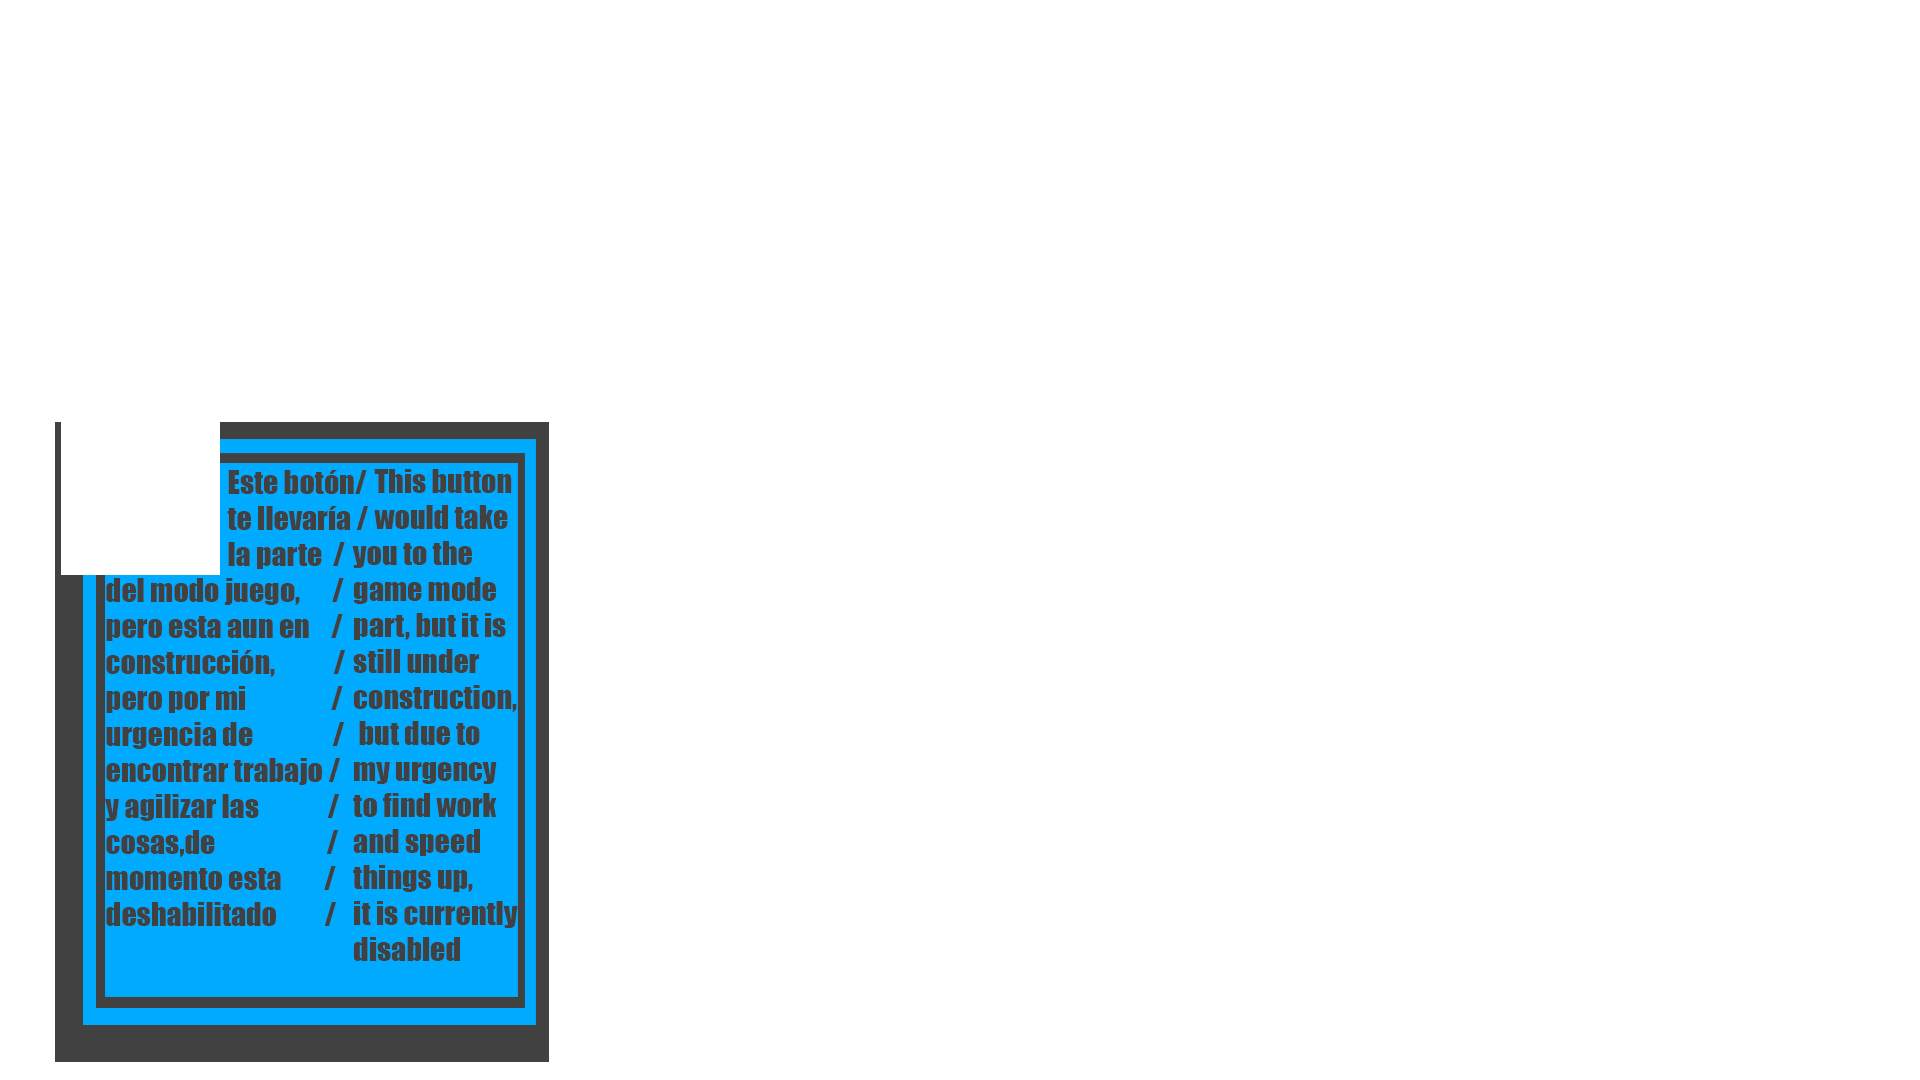 Este botón/ This button
te llevaría / would take
la parte / you to the
del modo juego, / game mode
pero esta aun en / part, but it is
construcción, / still under
pero por mi / construction,
urgencia de / but due to
encontrar trabajo / my urgency
y agilizar las / to find work
cosas,de / and speed
momento esta / things up,
deshabilitado / it is currently
disabled